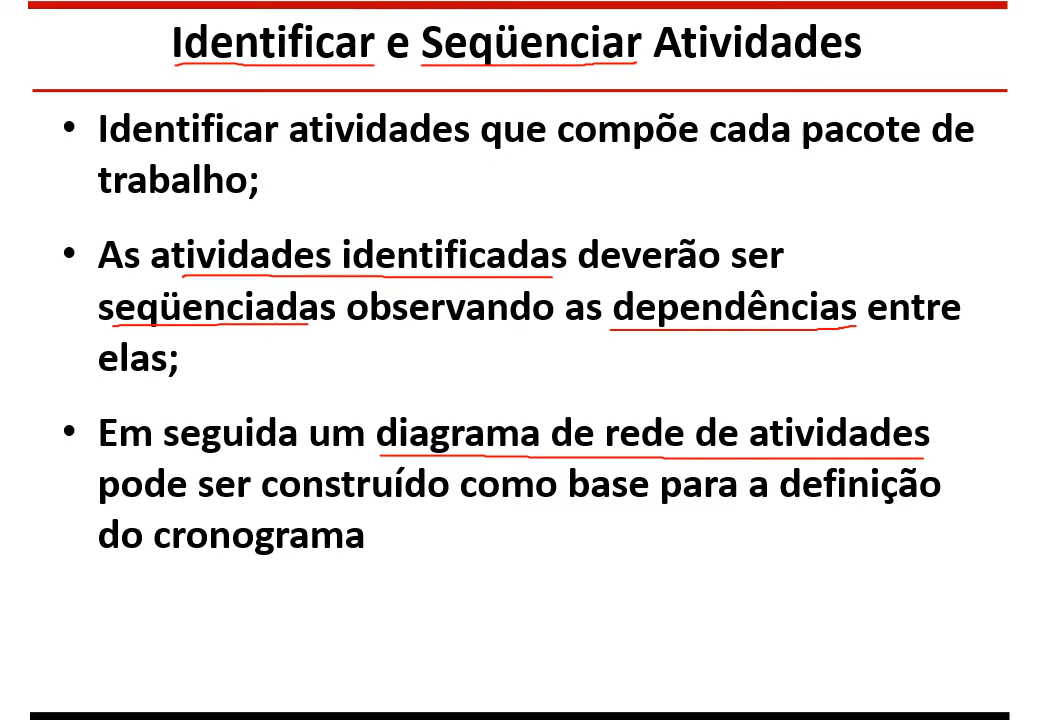 Identificar e Seqüenciar Atividades
• Identificar atividades que compõe cada pacote de
trabalho;
• As atividades identificadas deverão ser
seqüenciadas observando as dependências entre
elas;
• Em seguida um diagrama de rede de atividades
pode ser construído como base para a definição
do cronograma